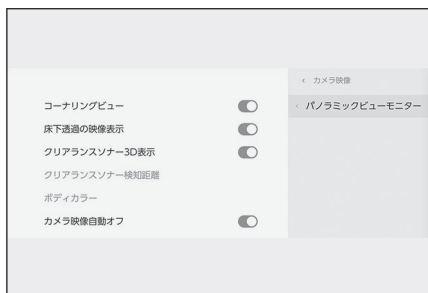 ‹ カメラ映像
‹ パノラミックビューモニター
コーナリングビュー
床下透過の映像表示
クリアランスソナー3D表示
クリアランスソナー検知距離
ボディカラー
カメラ映像自動オフ